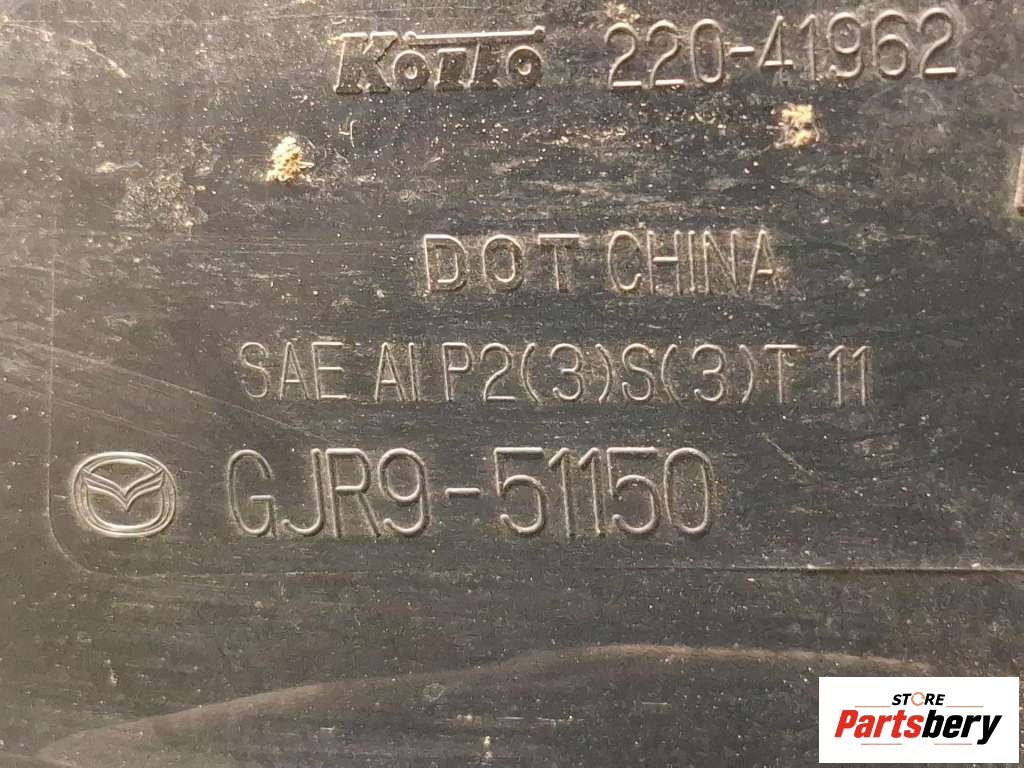 KOITO 220-41962
DOT CHINA
SAE AI P2(3)S(3)T 11
GJR9-51150
STORE
Partsbery